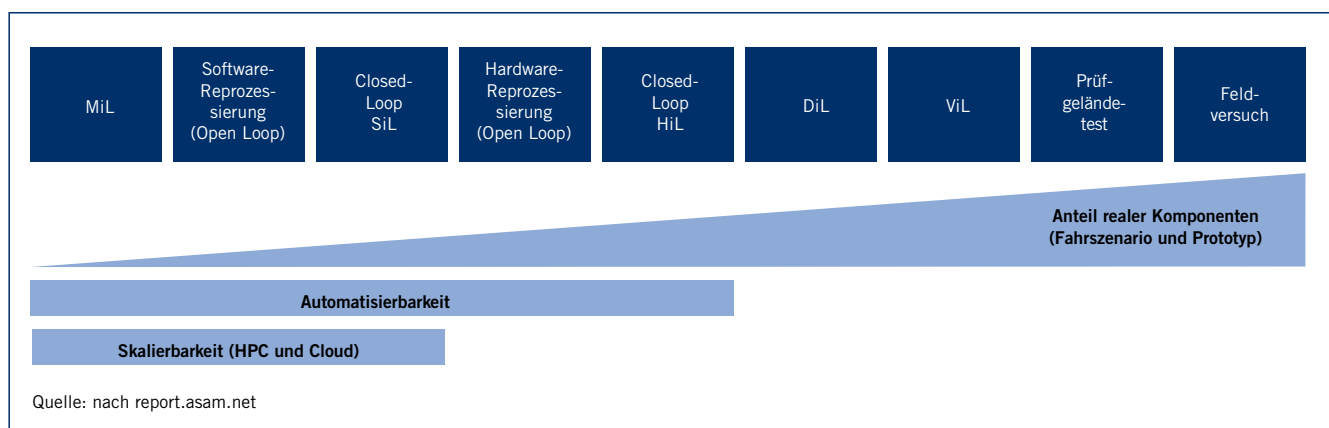 MiL
Software-
Reprozes-
sierung
(Open Loop)
Closed-
Loop
SiL
Hardware-
Reprozes-
sierung
(Open Loop)
Closed-
Loop
HiL
DiL
ViL
Prüf-
gelände-
test
Feld-
versuch
Anteil realer Komponenten
(Fahrszenario und Prototyp)
Automatisierbarkeit
Skalierbarkeit (HPC und Cloud)
Quelle: nach report.asam.net